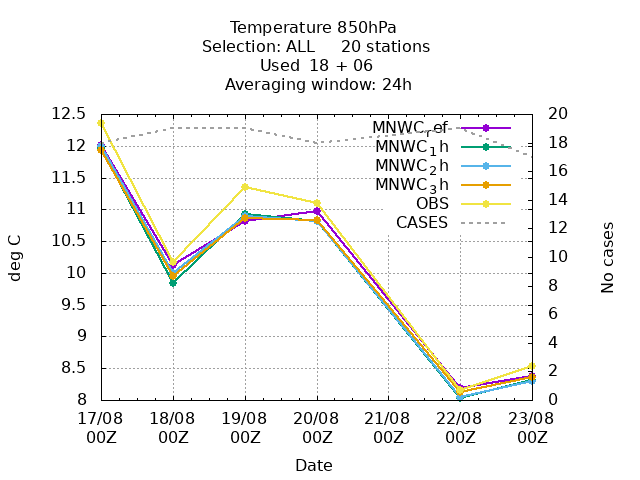 Temperature 850hPa
Selection: ALL     20 stations
Used  18 + 06
Averaging window: 24h
deg C
12.5
12
11.5
11
10.5
10
9.5
9
8.5
8
20
18
16
14
12
10
8
6
4
2
0
No cases
MNWC_ref
MNWC_1h
MNWC_2h
MNWC_3h
OBS
CASES
17/08 18/08 19/08 20/08 21/08 22/08 23/08
00Z 00Z 00Z 00Z 00Z 00Z 00Z
Date